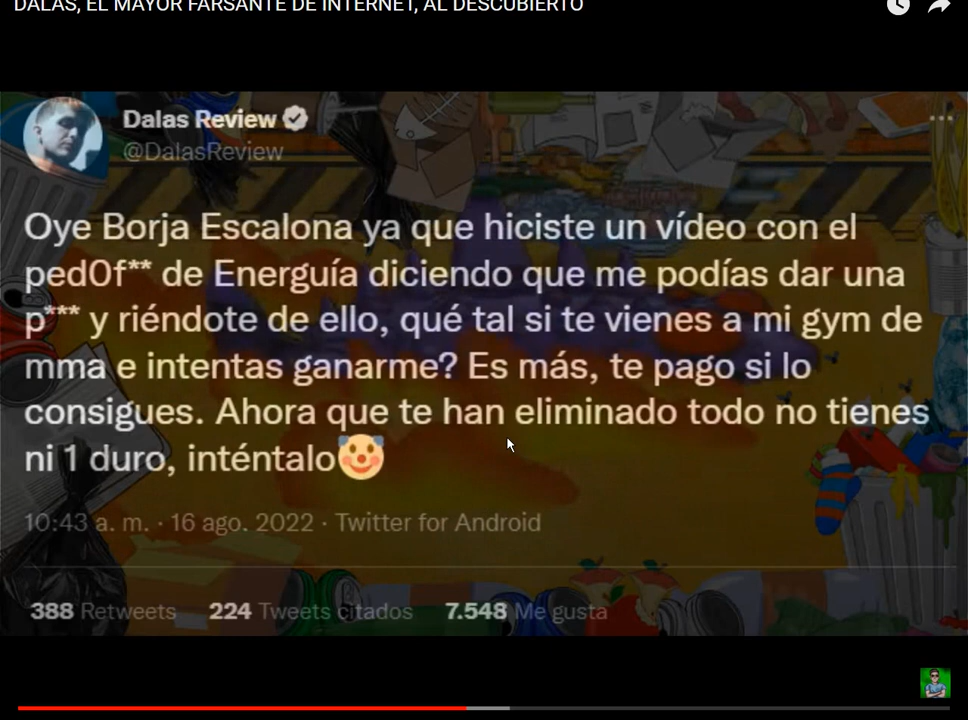 DALAS, EL MAYOR FARSANTE DE INTERNET, AL DESCUBIERTO
Dalas Review
@DalasReview
Oye Borja Escalona ya que hiciste un vídeo con el
ped0f** de Energuía diciendo que me podías dar una
p*** y riéndote de ello, qué tal si te vienes a mi gym de
mma e intentas ganarme? Es más, te pago si lo
consigues. Ahora que te han eliminado todo no tienes
ni 1 duro, inténtalo🤡
10:43 a. m. · 16 ago. 2022 · Twitter for Android
388 Retweets 224 Tweets citados 7.548 Me gusta